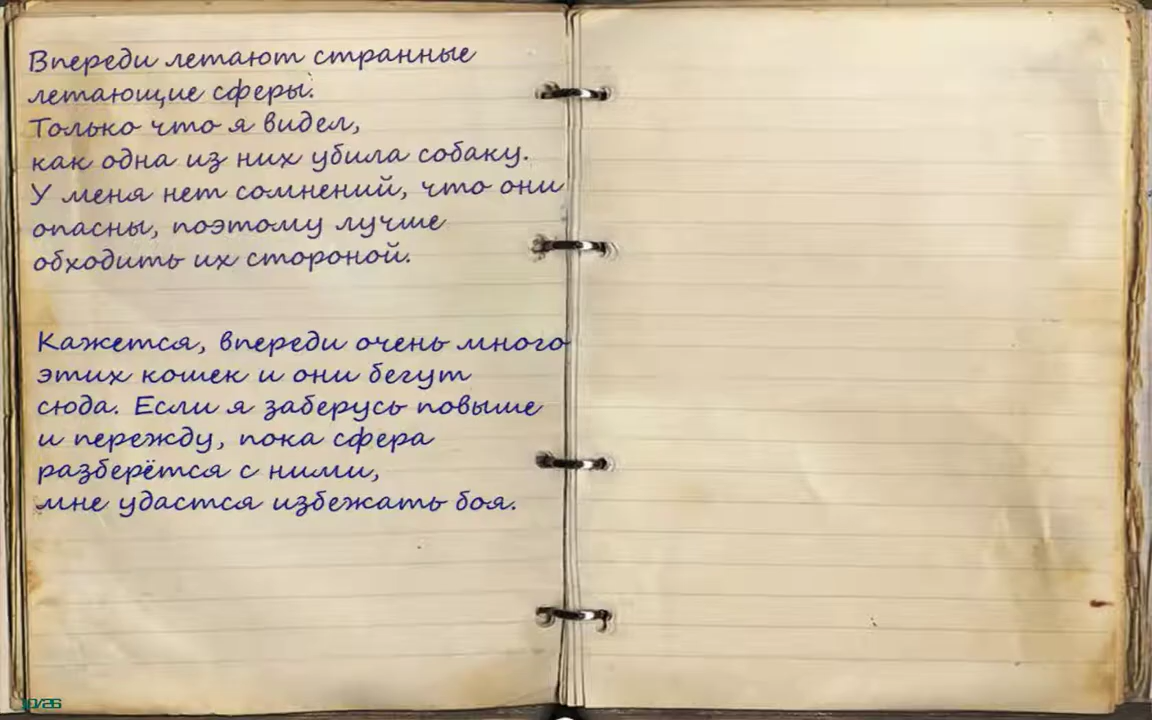 Впереди летают странные
летающие сферы.
Только что я видел,
как одна из них убила собаку.
У меня нет сомнений, что они
опасны, поэтому лучше
обходить их стороной.
Кажется, впереди очень много
этих кошек и они бегут
сюда. Если я заберусь повыше
и пережду, пока сфера
разберётся с ними,
мне удастся избежать боя.